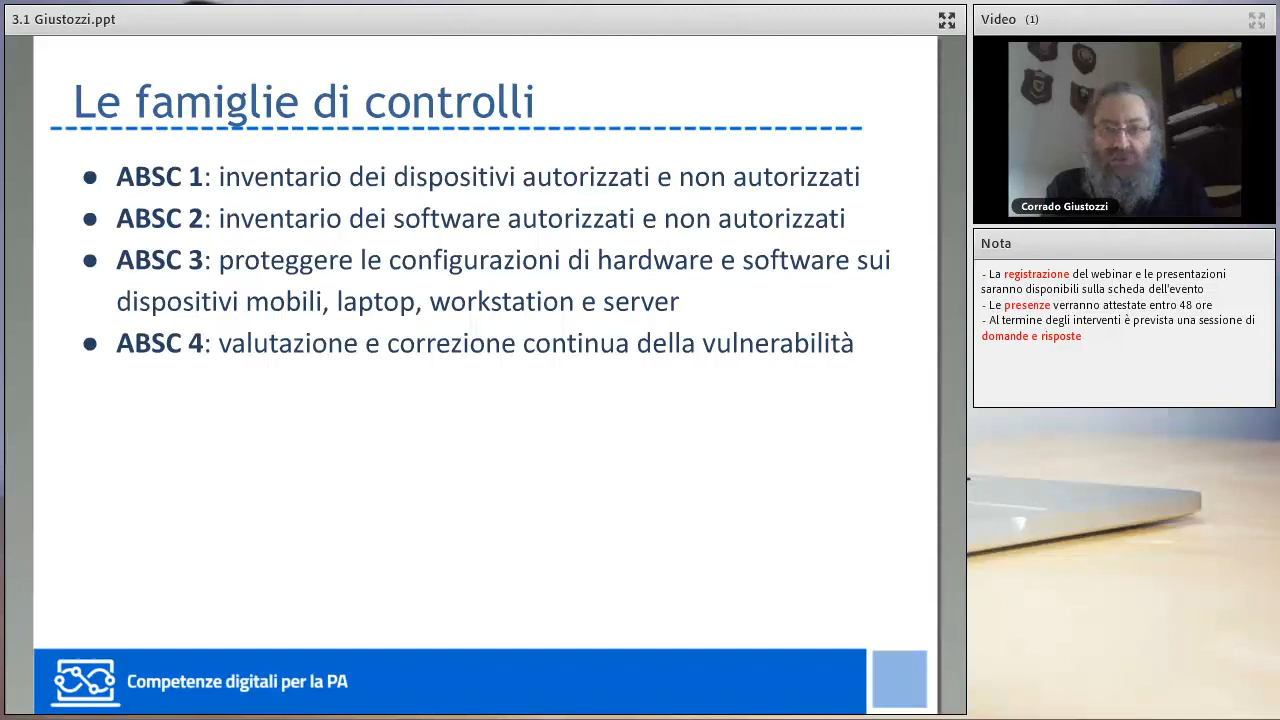 3.1 Giustozzi.ppt
Le famiglie di controlli
● ABSC 1: inventario dei dispositivi autorizzati e non autorizzati
● ABSC 2: inventario dei software autorizzati e non autorizzati
● ABSC 3: proteggere le configurazioni di hardware e software sui
dispositivi mobili, laptop, workstation e server
● ABSC 4: valutazione e correzione continua della vulnerabilità
Competenze digitali per la PA
Video (1)
Corrado Giustozzi
Nota
- La registrazione del webinar e le presentazioni
saranno disponibili sulla scheda dell'evento
- Le presenze verranno attestate entro 48 ore
- Al termine degli interventi è prevista una sessione di
domande e risposte